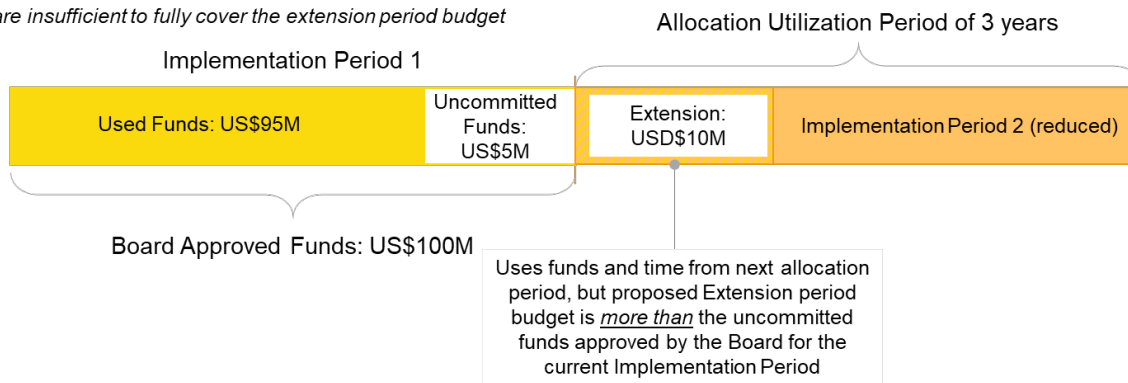 are insufficient to fully cover the extension period budget
Allocation Utilization Period of 3 years
Implementation Period 1
Used Funds: US$95M
Uncommitted
Funds:
US$5M
Extension:
USD$10M
Implementation Period 2 (reduced)
Board Approved Funds: US$100M
Uses funds and time from next allocation
period, but proposed Extension period
budget is more than the uncommitted
funds approved by the Board for the
current Implementation Period